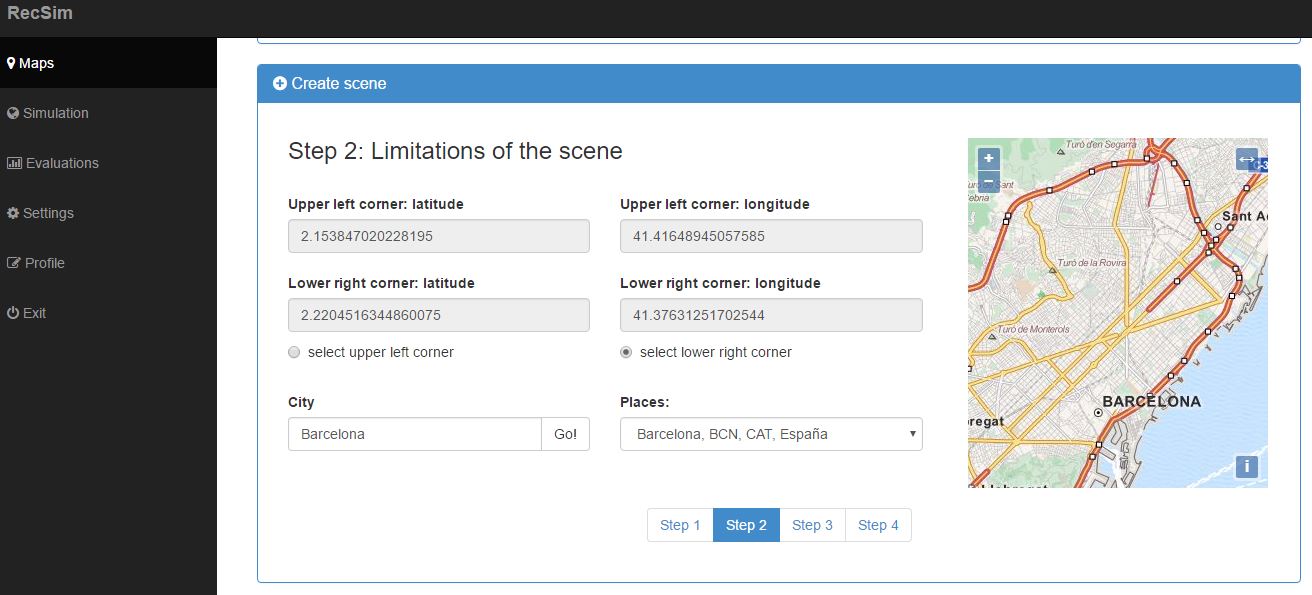 RecSim
Maps
Simulation
Evaluations
Settings
Profile
Exit
Create scene
Step 2: Limitations of the scene
Upper left corner: latitude
Upper left corner: longitude
2.153847020228195
41.41648945057585
Lower right corner: latitude
Lower right corner: longitude
2.2204516344860075
41.37631251702544
select upper left corner
select lower right corner
City
Places:
Barcelona
Go!
Barcelona, BCN, CAT, España
Step 1
Step 2
Step 3
Step 4
+
−
Turó d'en Segarra
Sant
Sant A
Turó de la Rovira
Turó de Monterols
BARCELONA
i